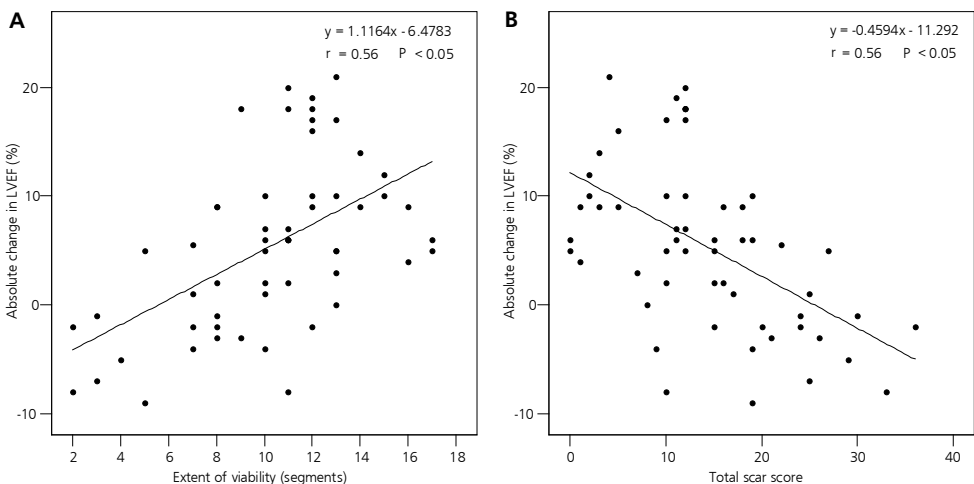 A
y = 1.1164x - 6.4783
r = 0.56 P < 0.05
Absolute change in LVEF (%)
20
10
0
-10
2 4 6 8 10 12 14 16 18
Extent of viability (segments)
B
y = -0.4594x - 11.292
r = 0.56 P < 0.05
Absolute change in LVEF (%)
20
10
0
-10
0 10 20 30 40
Total scar score